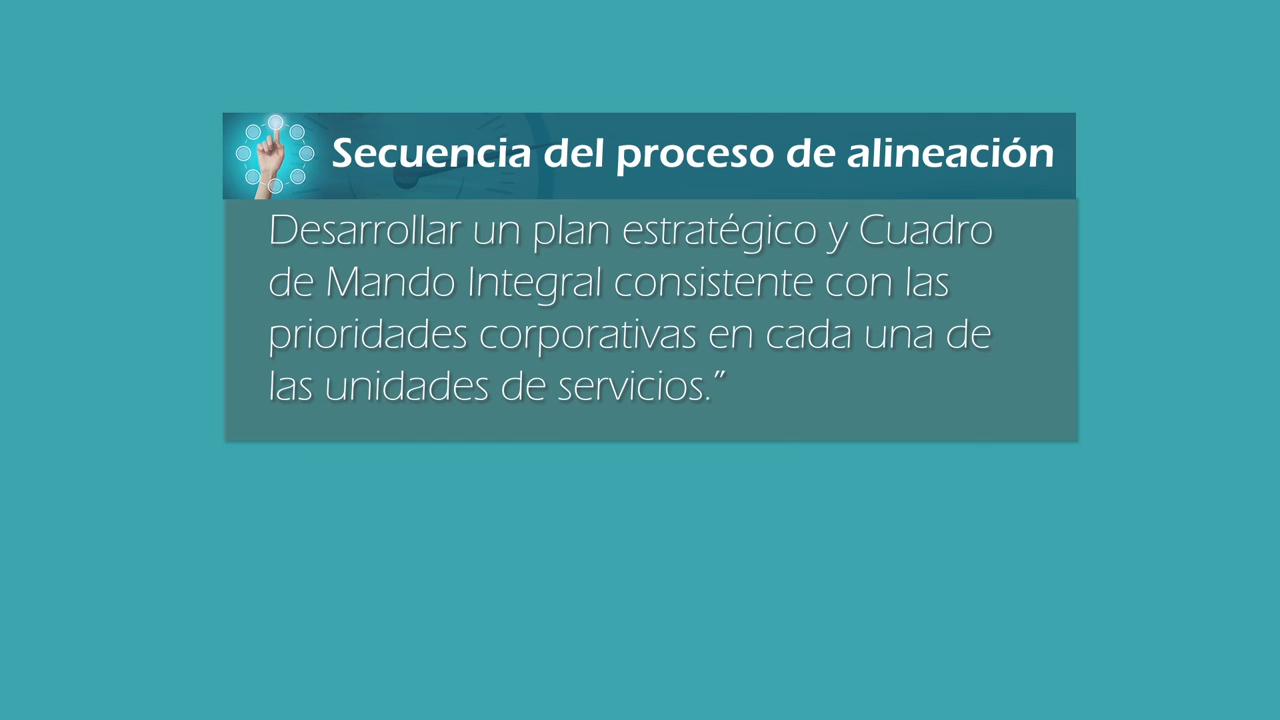 Secuencia del proceso de alineación
Desarrollar un plan estratégico y Cuadro
de Mando Integral consistente con las
prioridades corporativas en cada una de
las unidades de servicios.”